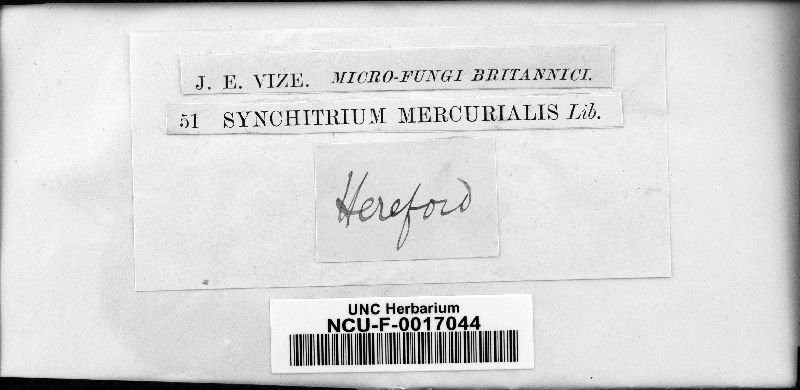 J. E. VIZE. MICRO-FUNGI BRITANNICI.
51 SYNCHITRIUM MERCURIALIS Lib.
Hereford
UNC Herbarium
NCU-F-0017044